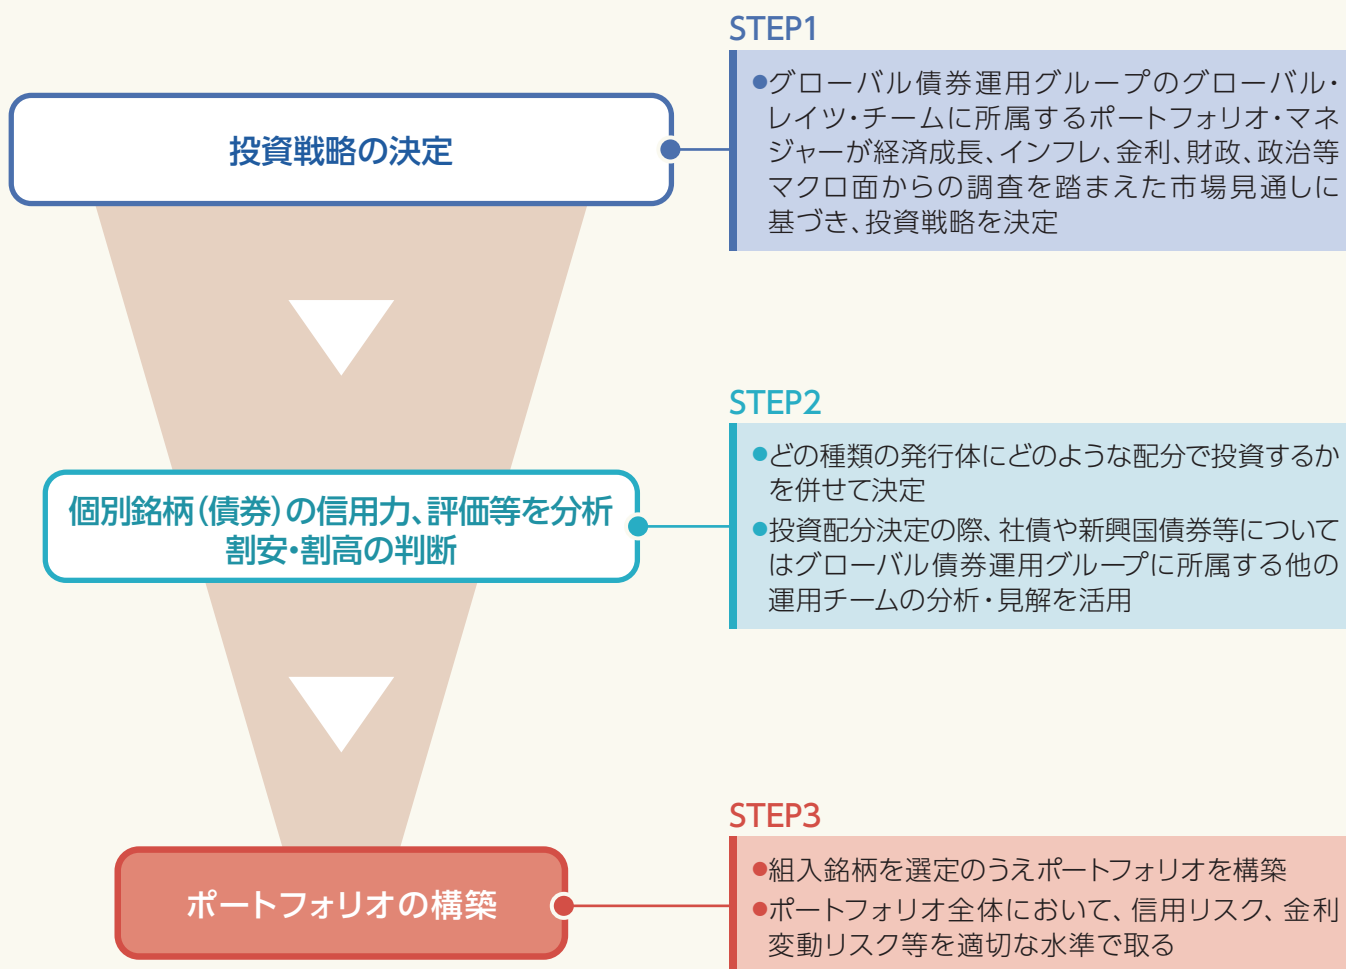 STEP1
投資戦略の決定
●グローバル債券運用グループのグローバル・
レイツ・チームに所属するポートフォリオ・マネ
ジャーが経済成長、インフレ、金利、財政、政治等
マクロ面からの調査を踏まえた市場見通しに
基づき、投資戦略を決定
STEP2
個別銘柄(債券)の信用力、評価等を分析
割安・割高の判断
●どの種類の発行体にどのような配分で投資するか
を併せて決定
●投資配分決定の際、社債や新興国債券等について
はグローバル債券運用グループに所属する他の
運用チームの分析・見解を活用
STEP3
ポートフォリオの構築
●組入銘柄を選定のうえポートフォリオを構築
●ポートフォリオ全体において、信用リスク、金利
変動リスク等を適切な水準で取る